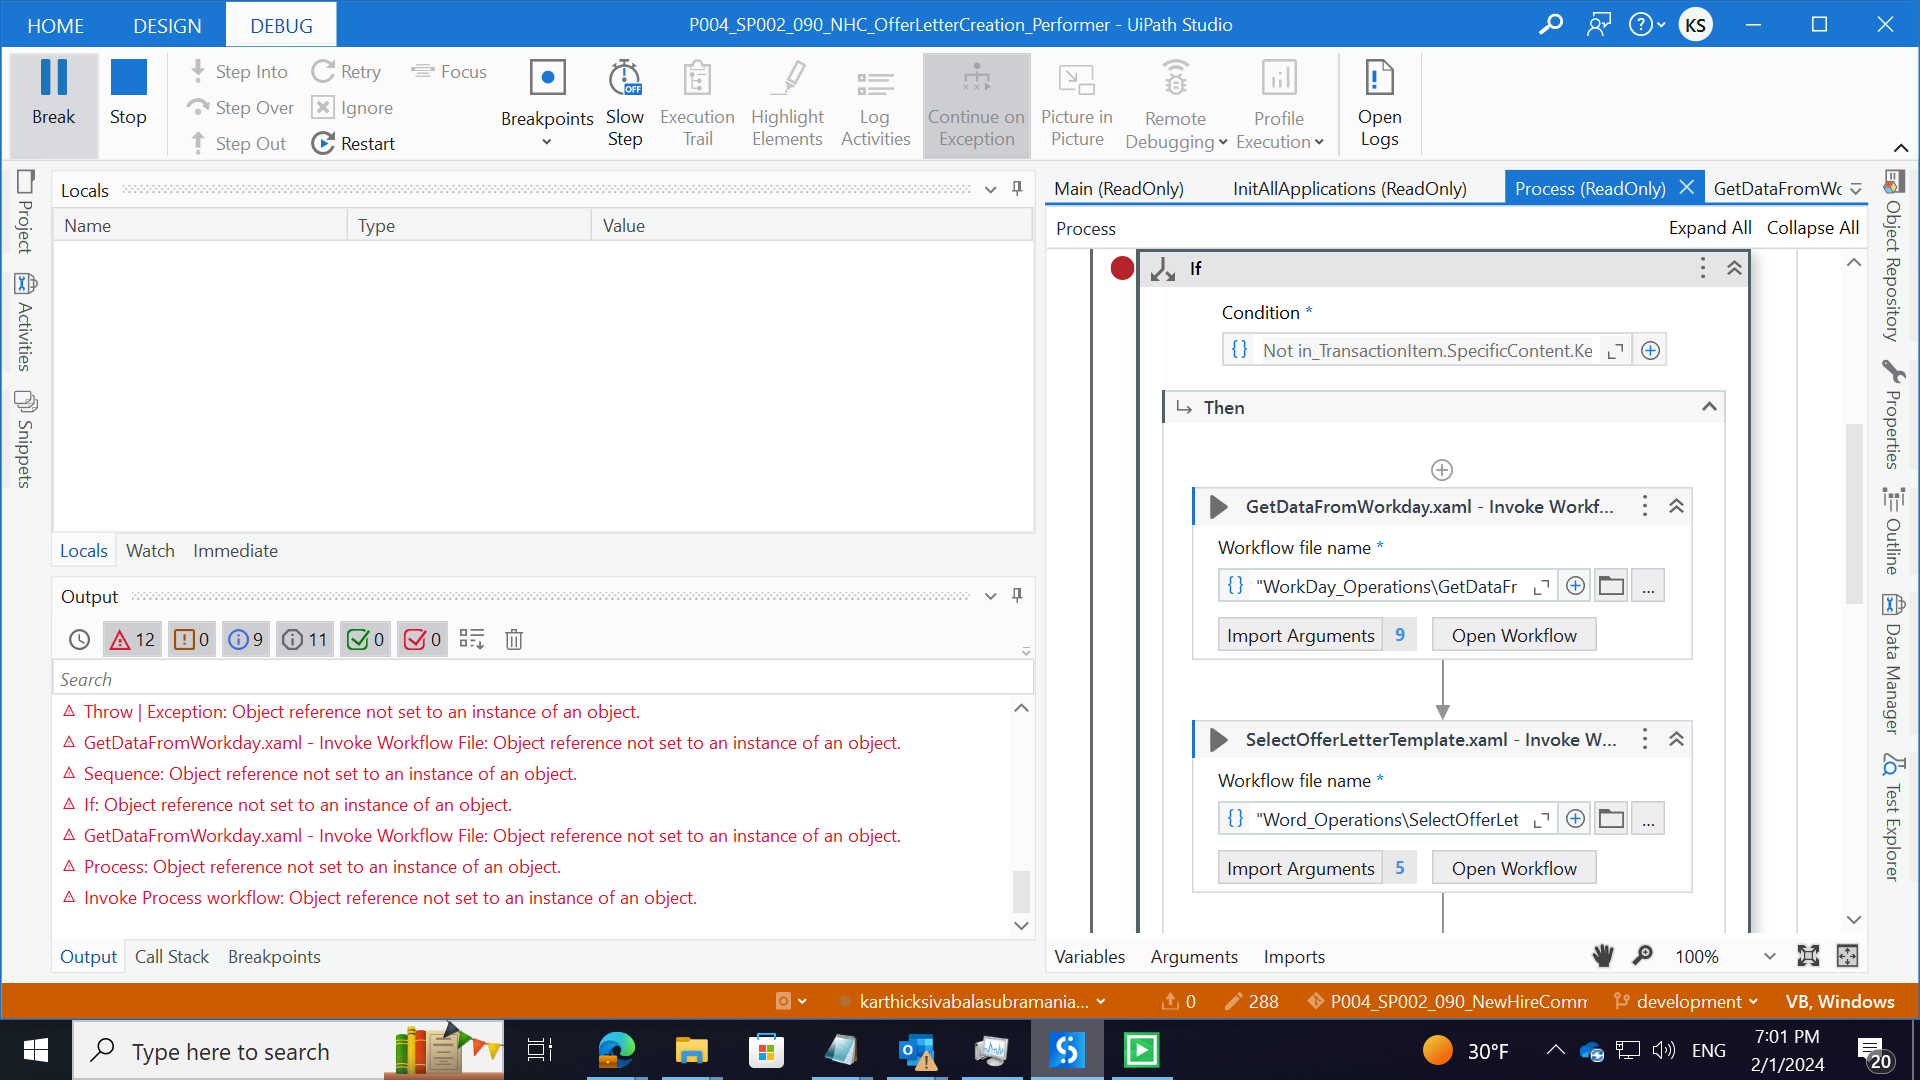 HOME DESIGN DEBUG
P004_SP002_090_NHC_OfferLetterCreation_Performer - UiPath Studio
KS
Break
Stop
Step Into
Step Over
Step Out
Retry
Ignore
Restart
Focus
Breakpoints
Slow Step
OFF
Execution Trail
Highlight Elements
Log Activities
Continue on Exception
Picture in Picture
Remote Debugging
Profile Execution
Open Logs
Project
Activities
Snippets
Locals
Name Type Value
Locals Watch Immediate
Output
12 0 9 11 0 0
Search
Throw | Exception: Object reference not set to an instance of an object.
GetDataFromWorkday.xaml - Invoke Workflow File: Object reference not set to an instance of an object.
Sequence: Object reference not set to an instance of an object.
If: Object reference not set to an instance of an object.
GetDataFromWorkday.xaml - Invoke Workflow File: Object reference not set to an instance of an object.
Process: Object reference not set to an instance of an object.
Invoke Process workflow: Object reference not set to an instance of an object.
Output Call Stack Breakpoints
Main (ReadOnly) InitAllApplications (ReadOnly) Process (ReadOnly) GetDataFromWc
Process
Expand All Collapse All
If
Condition *
{} Not in_TransactionItem.SpecificContent.Ke
Then
GetDataFromWorkday.xaml - Invoke Workf...
Workflow file name *
{} "WorkDay_Operations\GetDataFr ...
Import Arguments 9 Open Workflow
SelectOfferLetterTemplate.xaml - Invoke W...
Workflow file name *
{} "Word_Operations\SelectOfferLet ...
Import Arguments 5 Open Workflow
Variables Arguments Imports
100%
Object Repository
Properties
Outline
Data Manager
Test Explorer
karthicksivabalasubramania... 0 288 P004_SP002_090_NewHireComm development VB, Windows
Type here to search
30°F
ENG
7:01 PM
2/1/2024
20